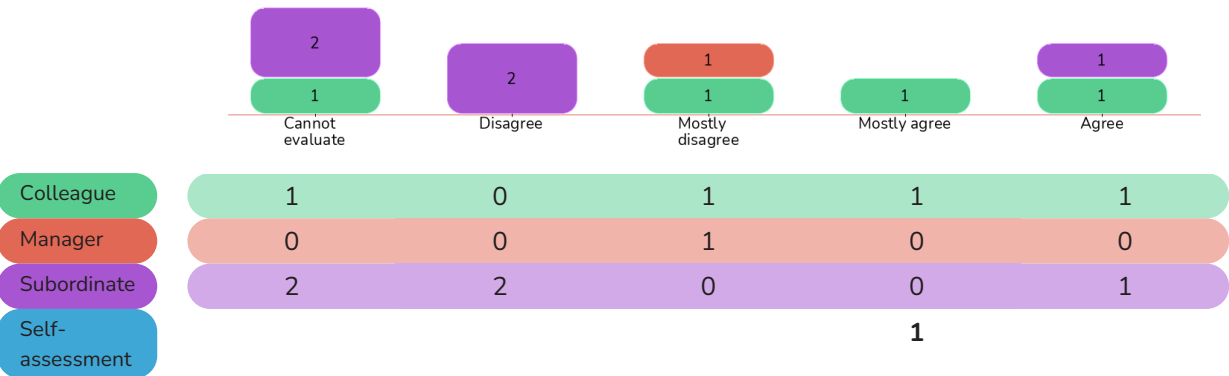 2
1
2
1
1
1
1
1
Cannot
evaluate
Disagree
Mostly
disagree
Mostly agree
Agree
Colleague 1 0 1 1 1
Manager 0 0 1 0 0
Subordinate 2 2 0 0 1
Self-
assessment
1